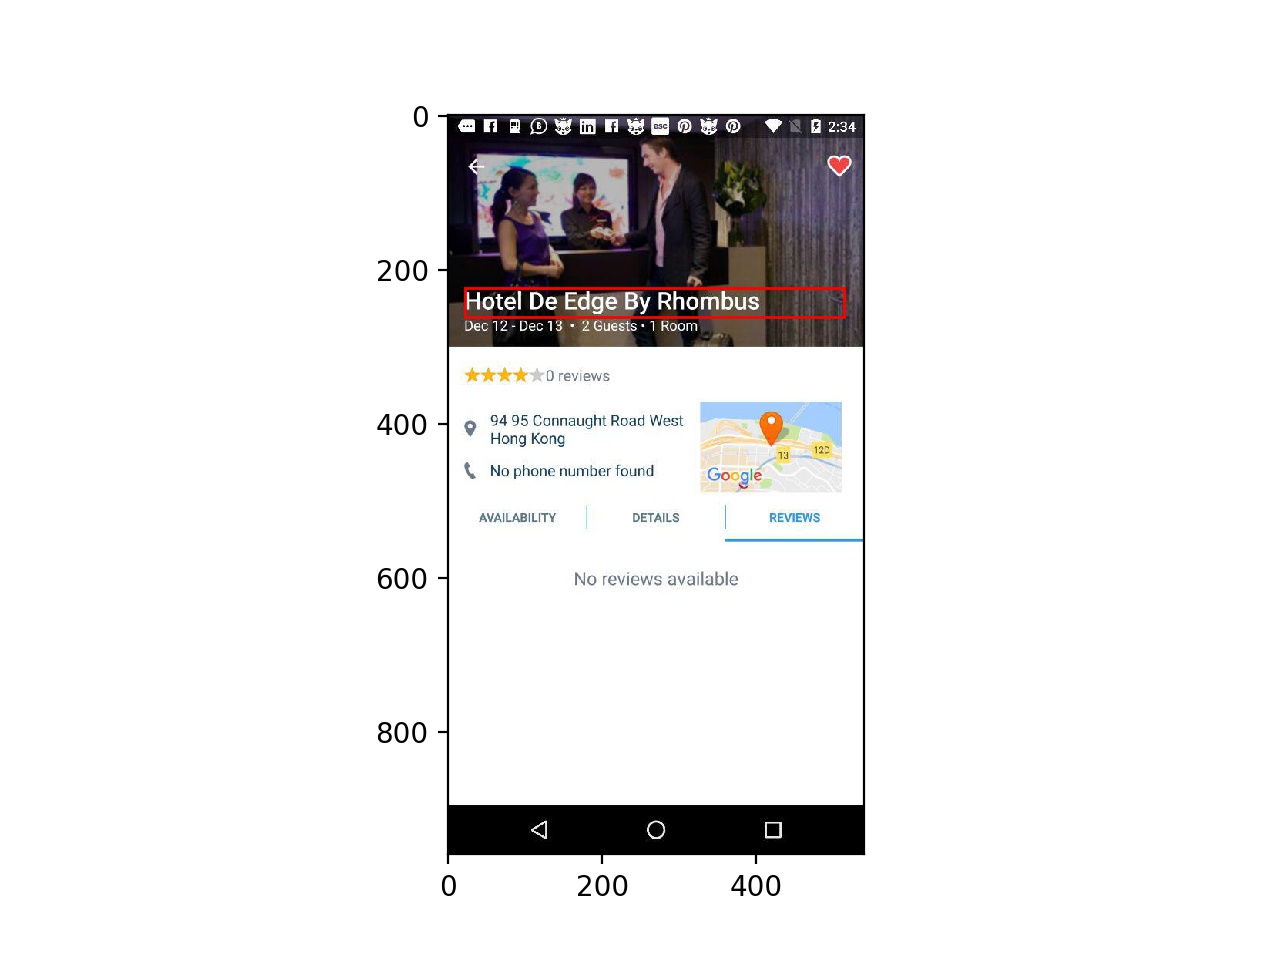 0
200
400
600
800
0
200
400
2:34
Hotel De Edge By Rhombus
Dec 12 - Dec 13 • 2 Guests • 1 Room
0 reviews
94 95 Connaught Road West
Hong Kong
No phone number found
13
Google
AVAILABILITY
DETAILS
REVIEWS
No reviews available